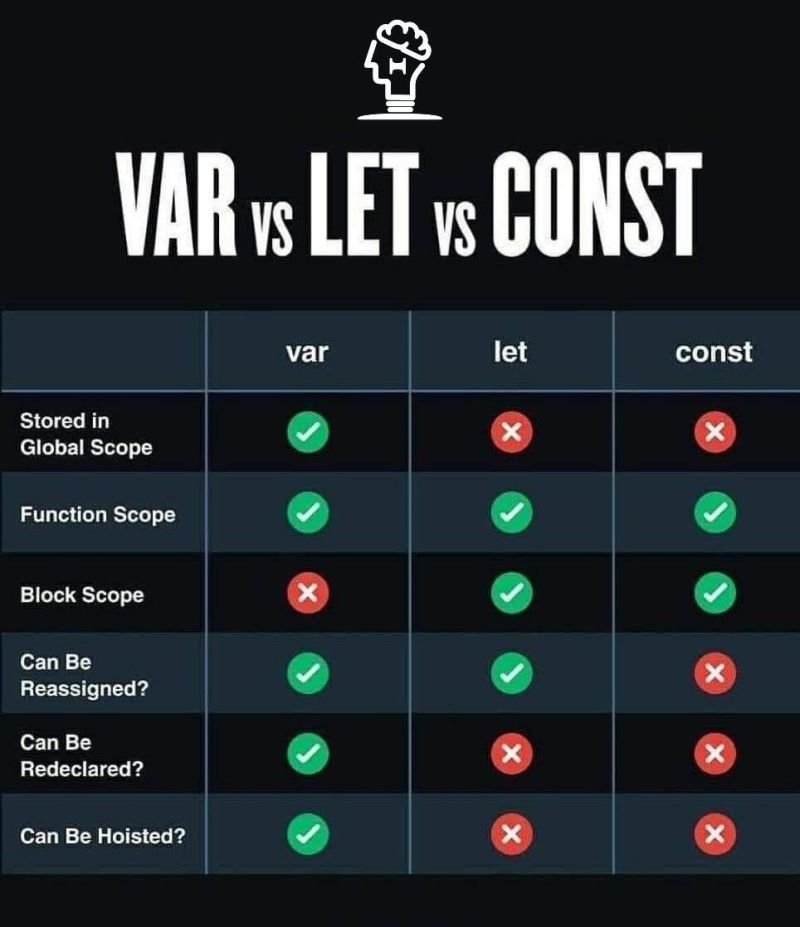 VAR VS LET VS CONST
var let const
Stored in
Global Scope
Function Scope
Block Scope
Can Be
Reassigned?
Can Be
Redeclared?
Can Be Hoisted?